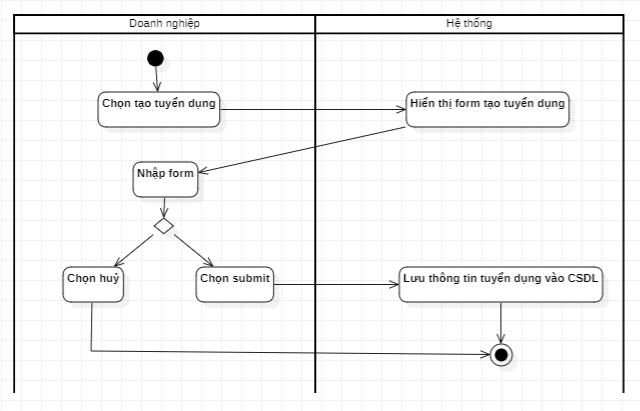 Doanh nghiệp
Hệ thống
Chọn tạo tuyển dụng
Hiển thị form tạo tuyển dụng
Nhập form
Chọn huỷ
Chọn submit
Lưu thông tin tuyển dụng vào CSDL